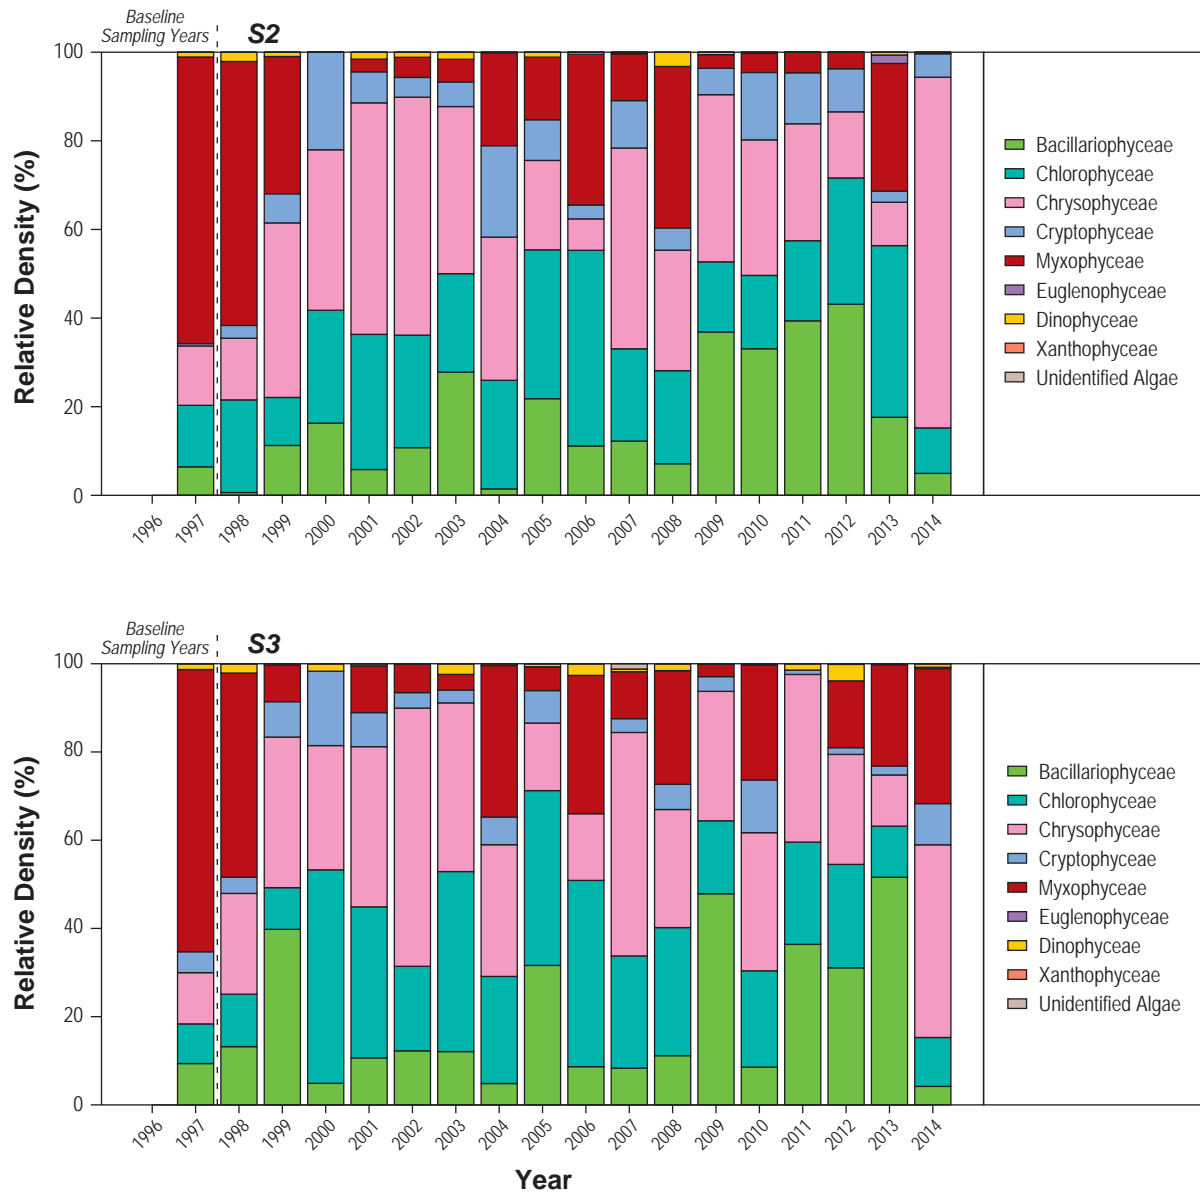 Baseline
Sampling Years
S2
100
80
60
40
20
0
Relative Density (%)
1996 1997 1998 1999 2000 2001 2002 2003 2004 2005 2006 2007 2008 2009 2010 2011 2012 2013 2014
Bacillariophyceae
Chlorophyceae
Chrysophyceae
Cryptophyceae
Myxophyceae
Euglenophyceae
Dinophyceae
Xanthophyceae
Unidentified Algae
Baseline
Sampling Years
S3
100
80
60
40
20
0
Relative Density (%)
1996 1997 1998 1999 2000 2001 2002 2003 2004 2005 2006 2007 2008 2009 2010 2011 2012 2013 2014
Year
Bacillariophyceae
Chlorophyceae
Chrysophyceae
Cryptophyceae
Myxophyceae
Euglenophyceae
Dinophyceae
Xanthophyceae
Unidentified Algae